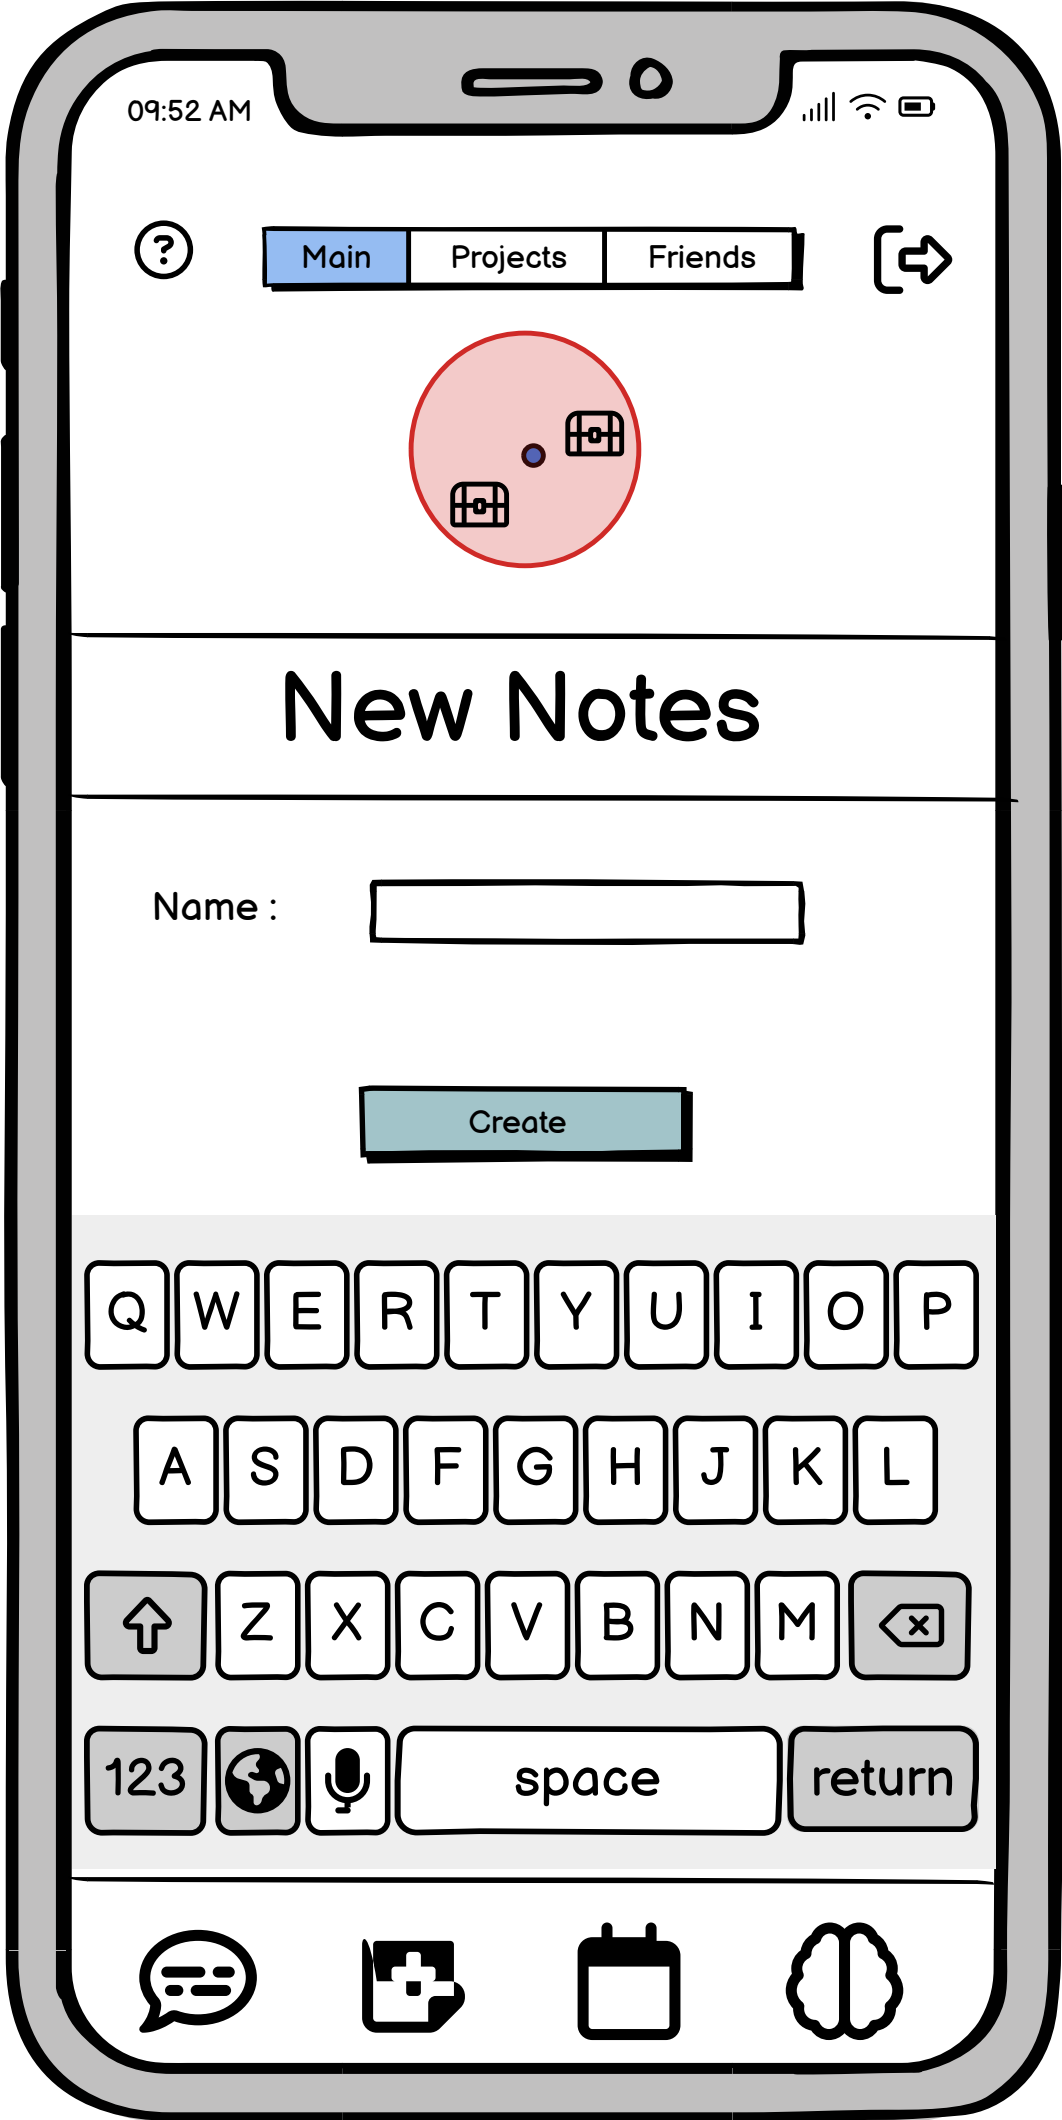 09:52 AM
?
Main Projects Friends
New Notes
Name :
Create
Q W E R T Y U I O P
A S D F G H J K L
Z X C V B N M
123 space return